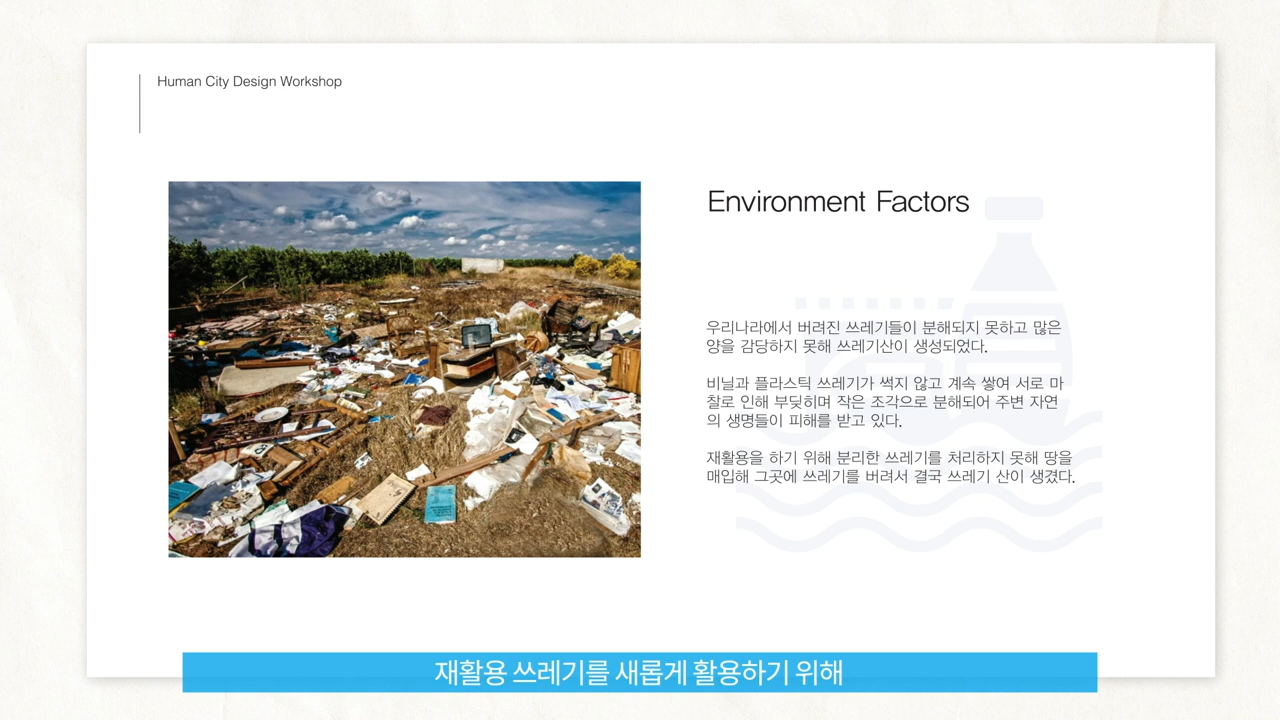 Human City Design Workshop
Environment Factors
우리나라에서 버려진 쓰레기들이 분해되지 못하고 많은
양을 감당하지 못해 쓰레기산이 생성되었다.
비닐과 플라스틱 쓰레기가 썩지 않고 계속 쌓여 서로 마
찰로 인해 부딪히며 작은 조각으로 분해되어 주변 자연
의 생명들이 피해를 받고 있다.
재활용을 하기 위해 분리한 쓰레기를 처리하지 못해 땅을
매입해 그곳에 쓰레기를 버려서 결국 쓰레기 산이 생겼다.
재활용 쓰레기를 새롭게 활용하기 위해